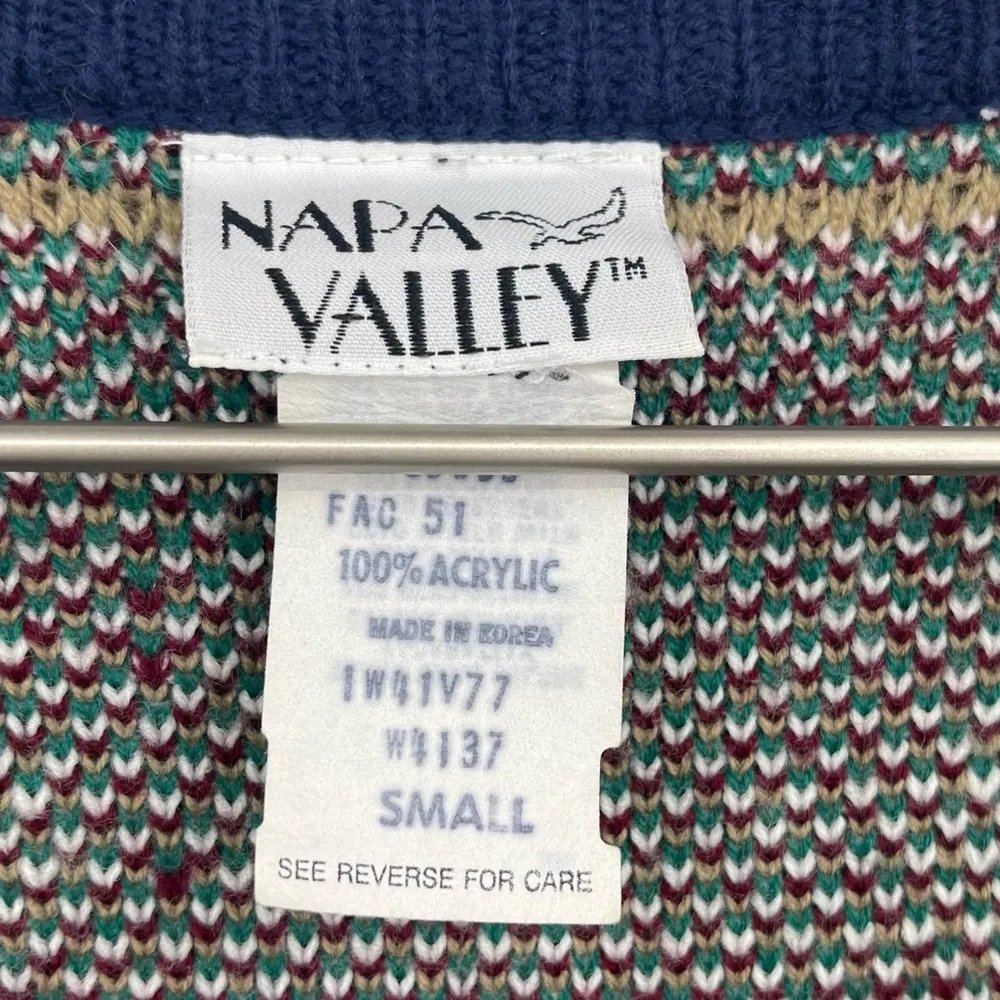 NAPA
VALLEY™
FAC 51
100% ACRYLIC
MADE IN KOREA
1W41V77
W4137
SMALL
SEE REVERSE FOR CARE